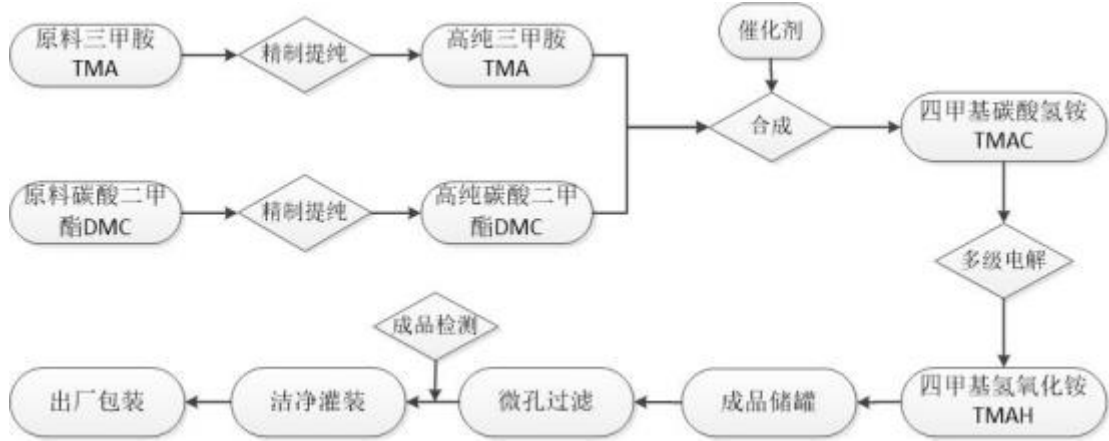 原料三甲胺
TMA
精制提纯
高纯三甲胺
TMA
催化剂
合成
四甲基碳酸氢铵
TMAC
原料碳酸二甲
酯DMC
精制提纯
高纯碳酸二甲
酯DMC
多级电解
成品检测
出厂包装
洁净灌装
微孔过滤
成品储罐
四甲基氢氧化铵
TMAH